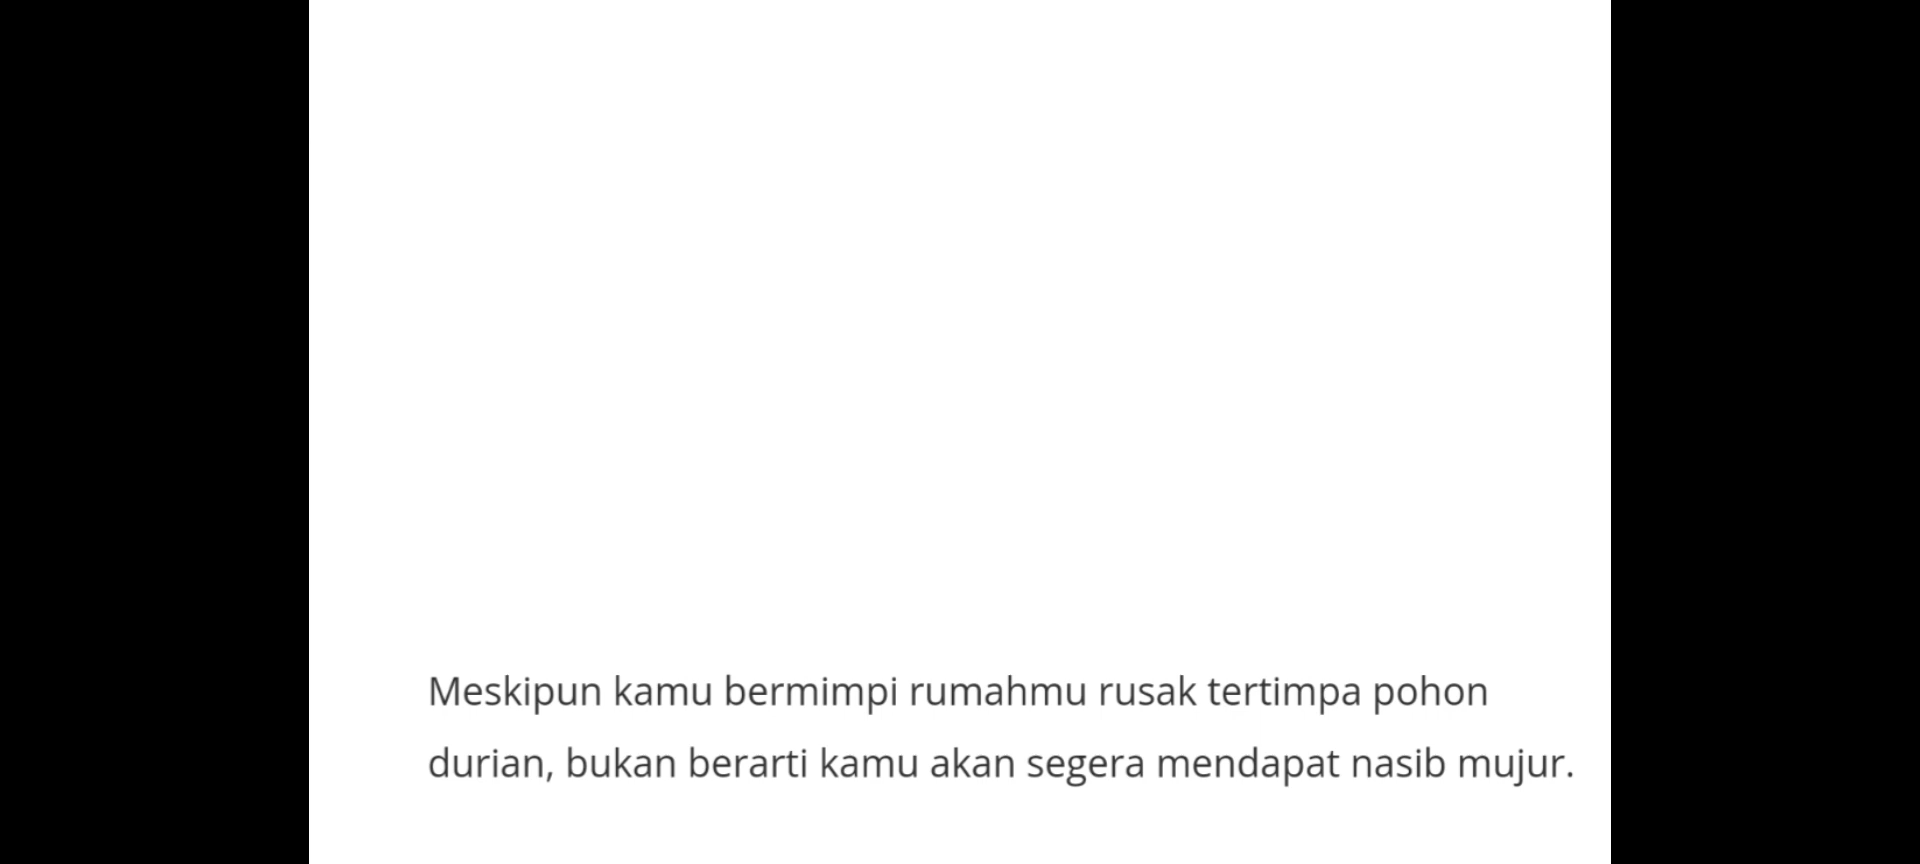 Meskipun kamu bermimpi rumahmu rusak tertimpa pohon
durian, bukan berarti kamu akan segera mendapat nasib mujur.